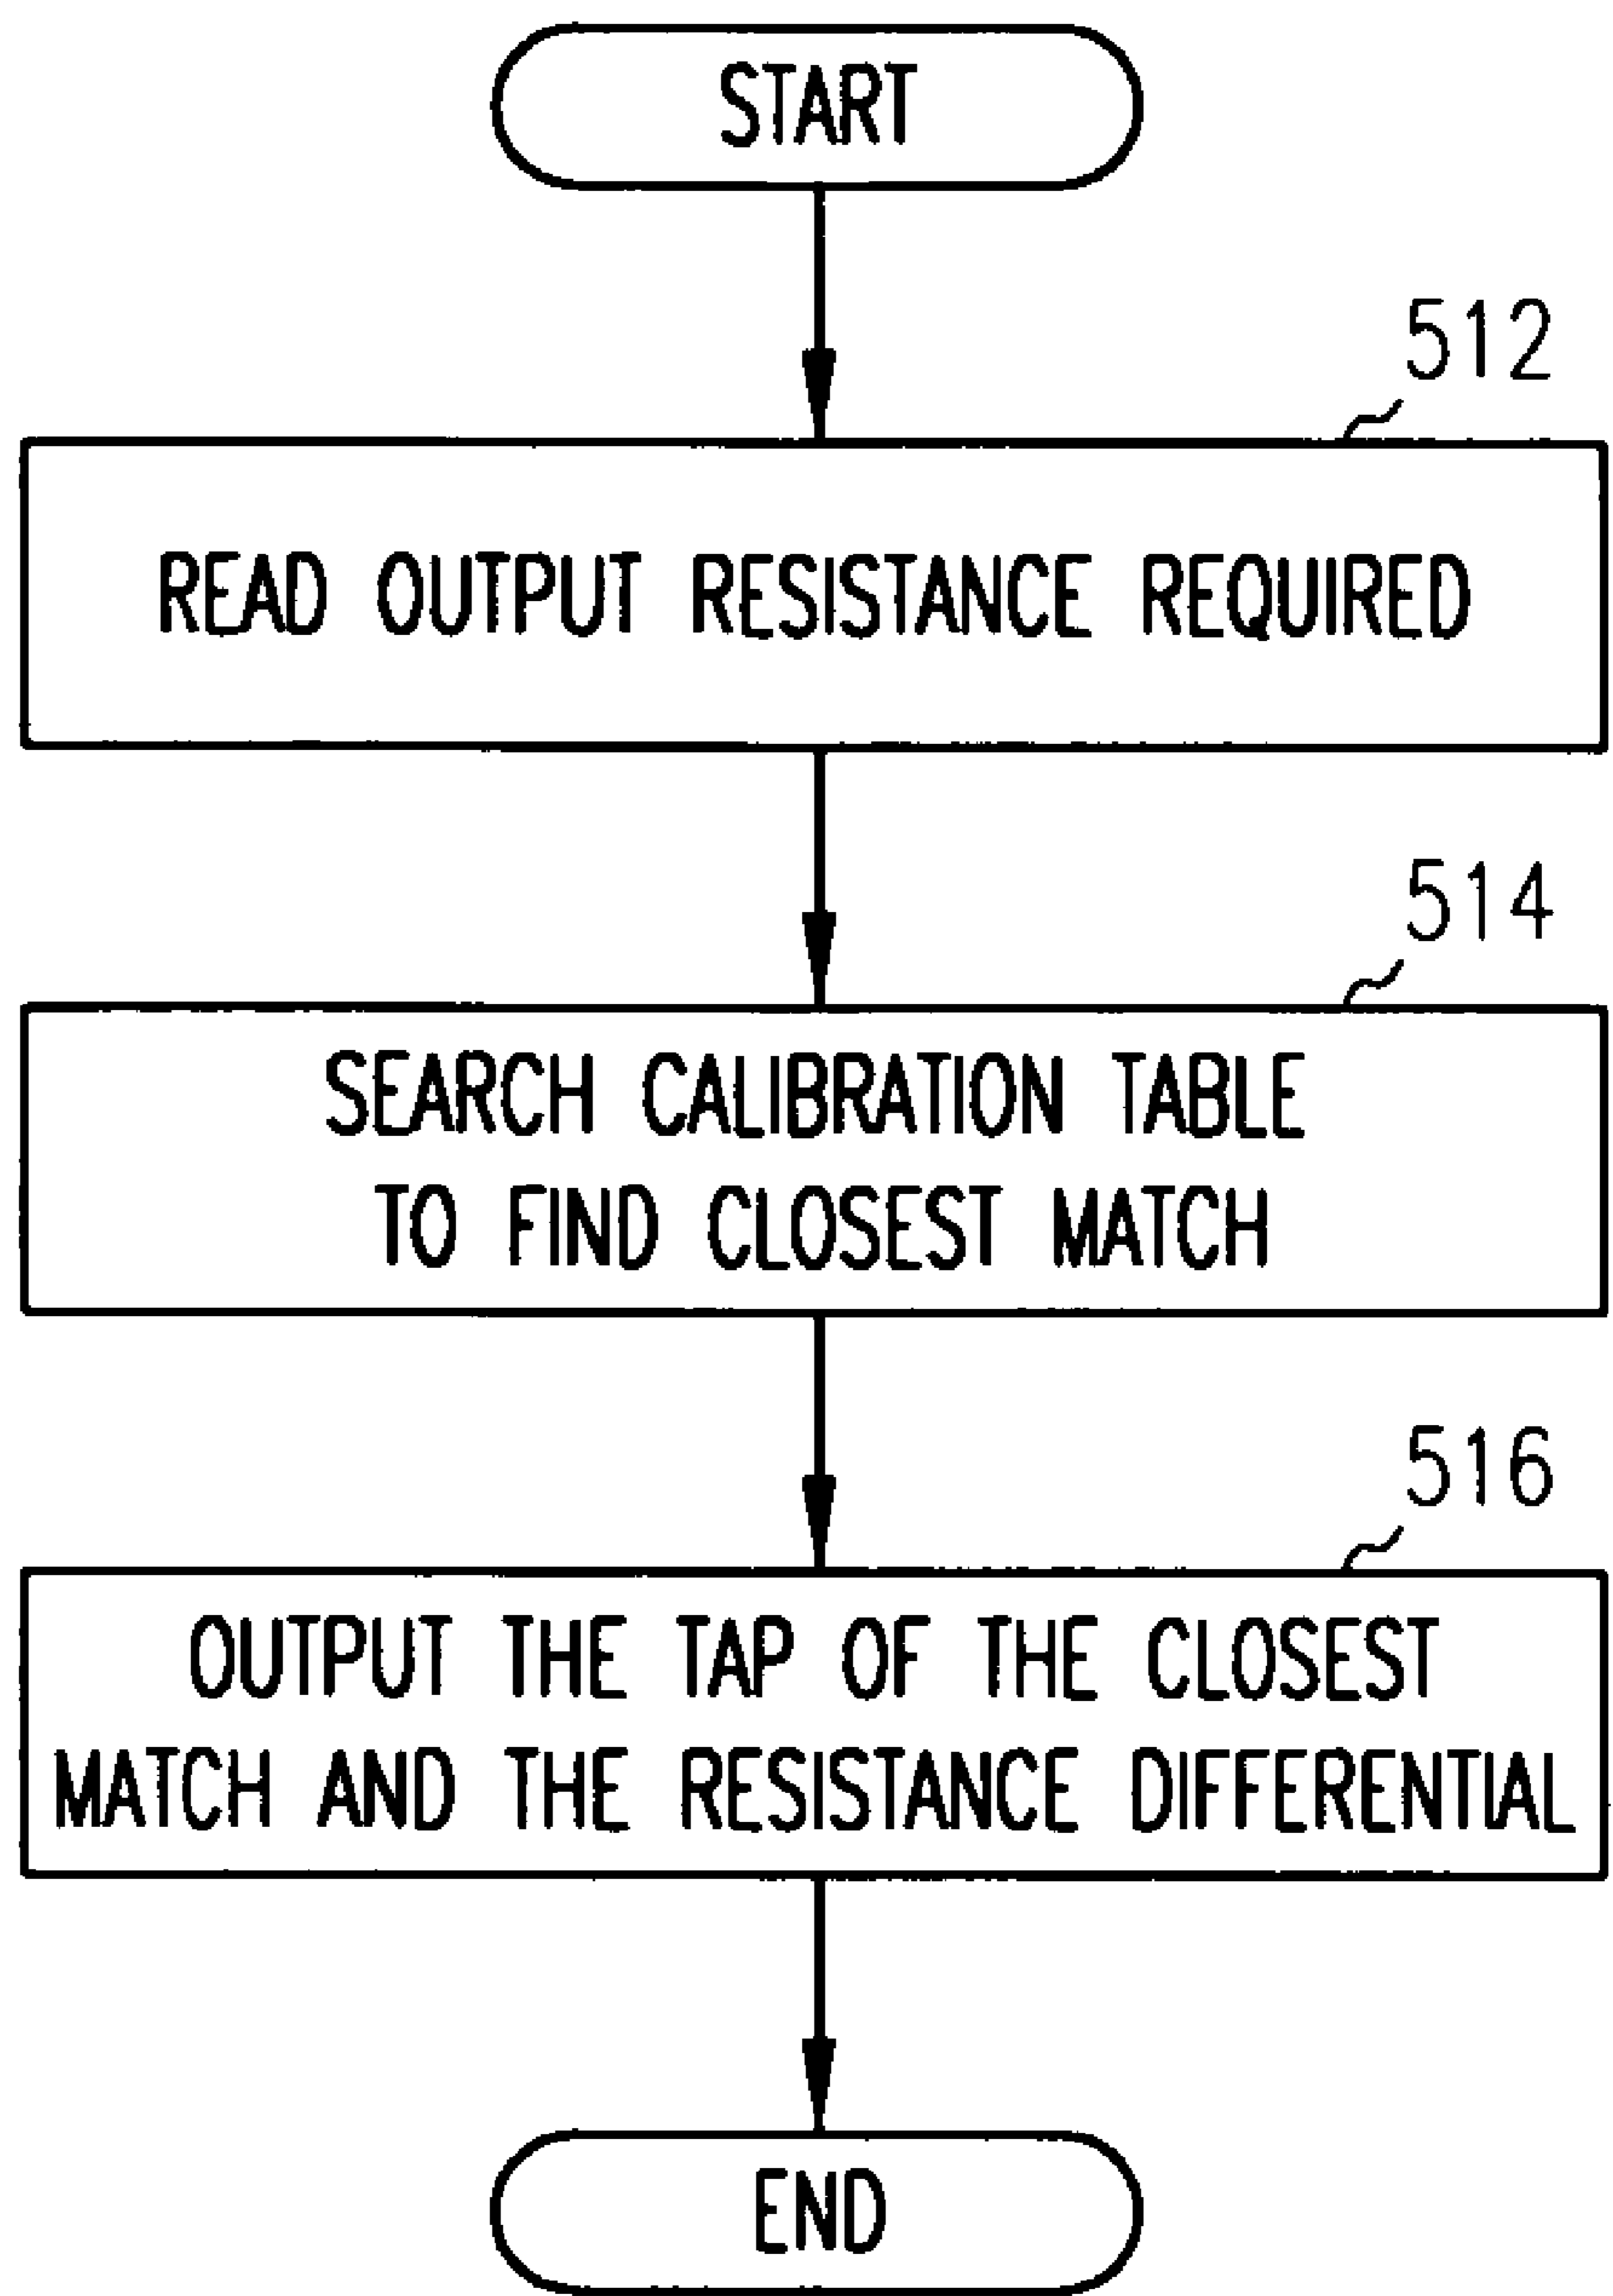 START
512
READ OUTPUT RESISTANCE REQUIRED
514
SEARCH CALIBRATION TABLE
TO FIND CLOSEST MATCH
516
OUTPUT THE TAP OF THE CLOSEST
MATCH AND THE RESISTANCE DIFFERENTIAL
END